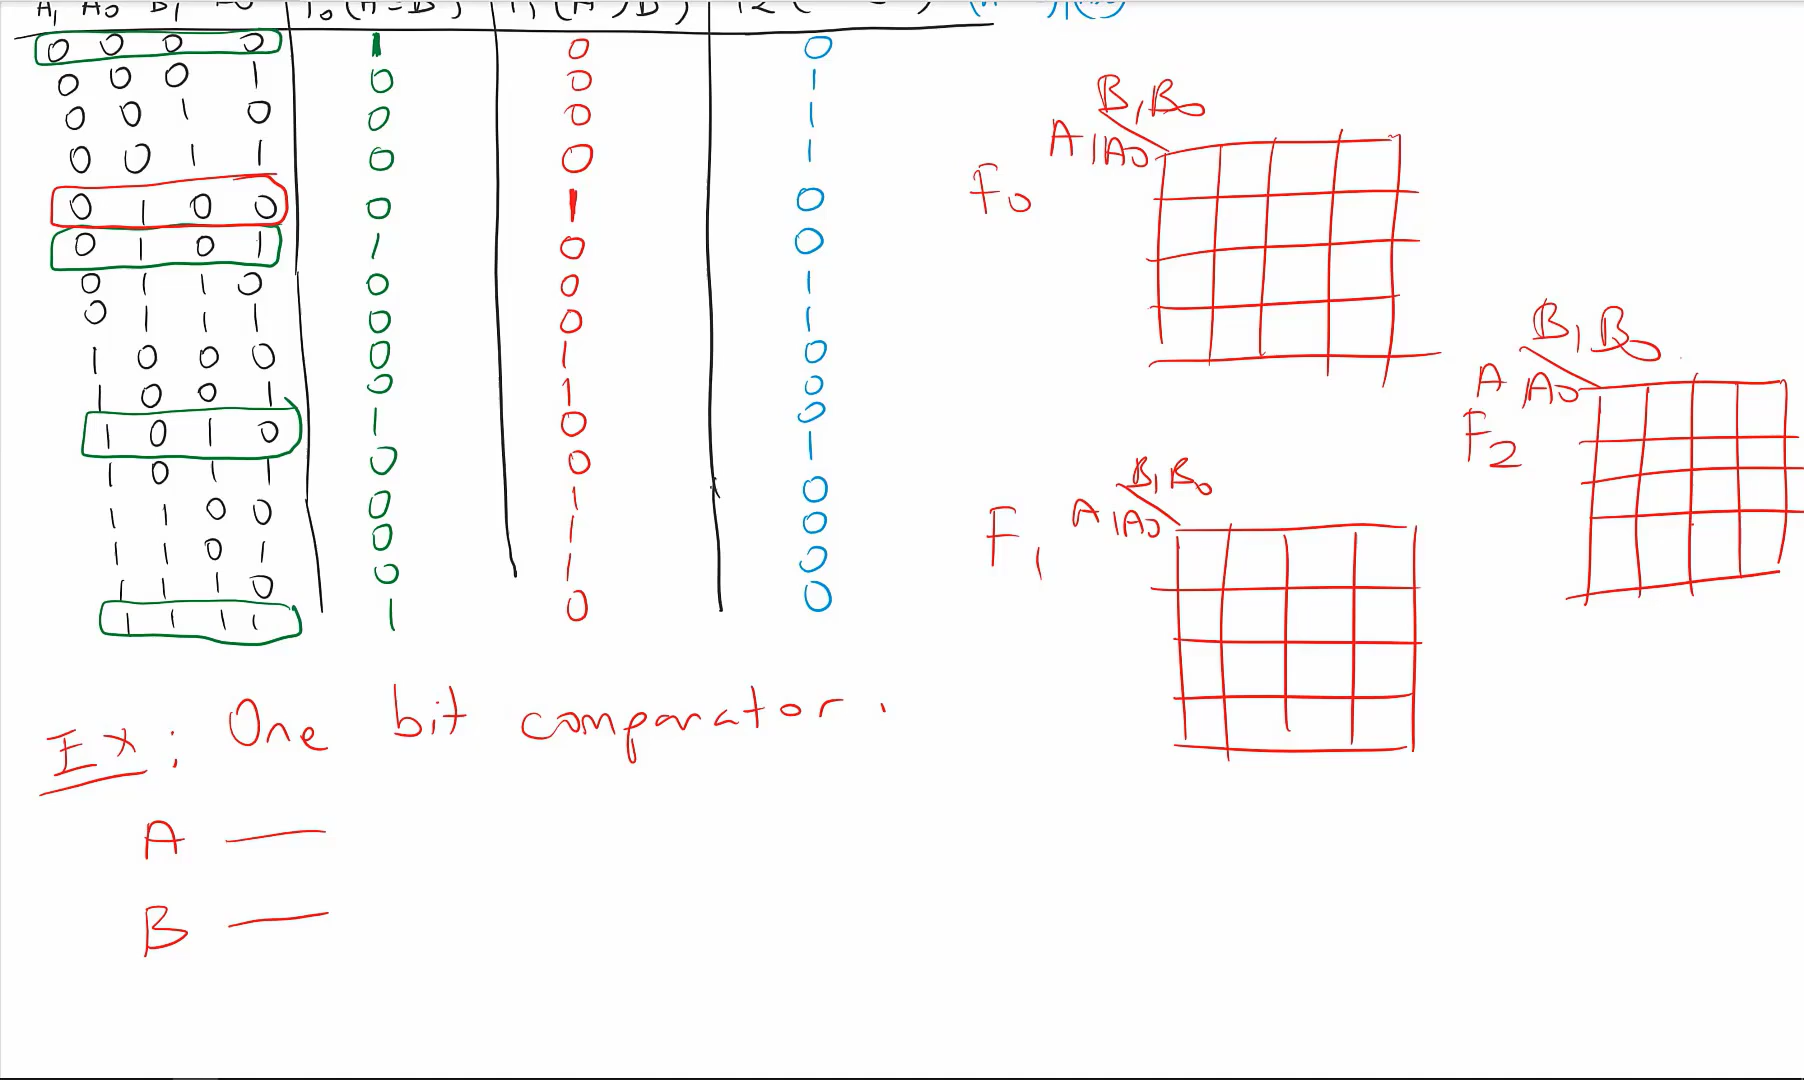 A₁ A₀ B₁
0 0 0 0 1 0 0
0 0 0 1 0 0 1
0 0 1 0 0 0 1
0 0 1 1 0 0 1
0 1 0 0 0 1 0
0 1 0 1 1 0 0
0 1 1 0 0 0 1
0 1 1 1 0 0 1
1 0 0 0 0 1 0
1 0 0 1 0 1 0
1 0 1 0 1 0 0
1 0 1 1 0 0 1
1 1 0 0 0 1 0
1 1 0 1 0 1 0
1 1 1 0 0 1 0
1 1 1 1 1 0 0
B₁B₀
A₁A₀
F₀
B₁B₀
A₁A₀
F₂
B₁B₀
A₁A₀
F₁
Ex: One bit comparator.
A
B